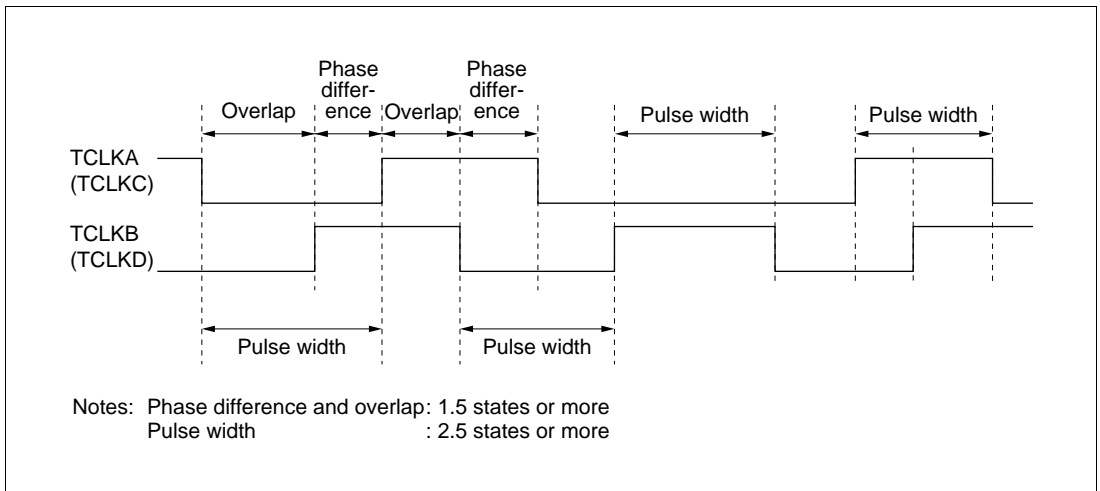 Phase
differ-
ence
Phase
differ-
ence
Overlap
Overlap
Pulse width
Pulse width
TCLKA
(TCLKC)
TCLKB
(TCLKD)
Pulse width
Pulse width
Notes: Phase difference and overlap : 1.5 states or more
Pulse width : 2.5 states or more